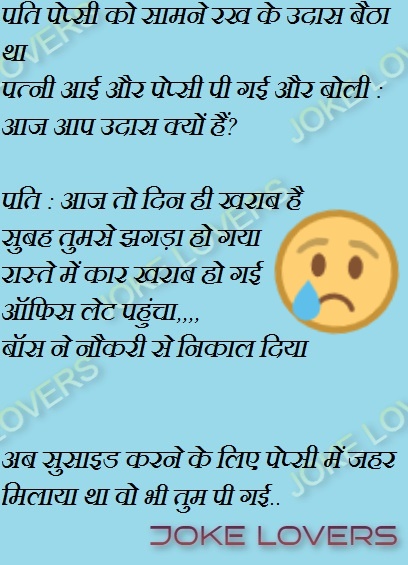 पति पेप्सी को सामने रख के उदास बैठा
था
पत्नी आई और पेप्सी पी गई और बोली :
आज आप उदास क्यों हैं?
पति : आज तो दिन ही खराब है
सुबह तुमसे झगड़ा हो गया
रास्ते में कार खराब हो गई
ऑफिस लेट पहुंचा,,,,
बॉस ने नौकरी से निकाल दिया
अब सुसाइड करने के लिए पेप्सी में जहर
मिलाया था वो भी तुम पी गई..
JOKE LOVERS